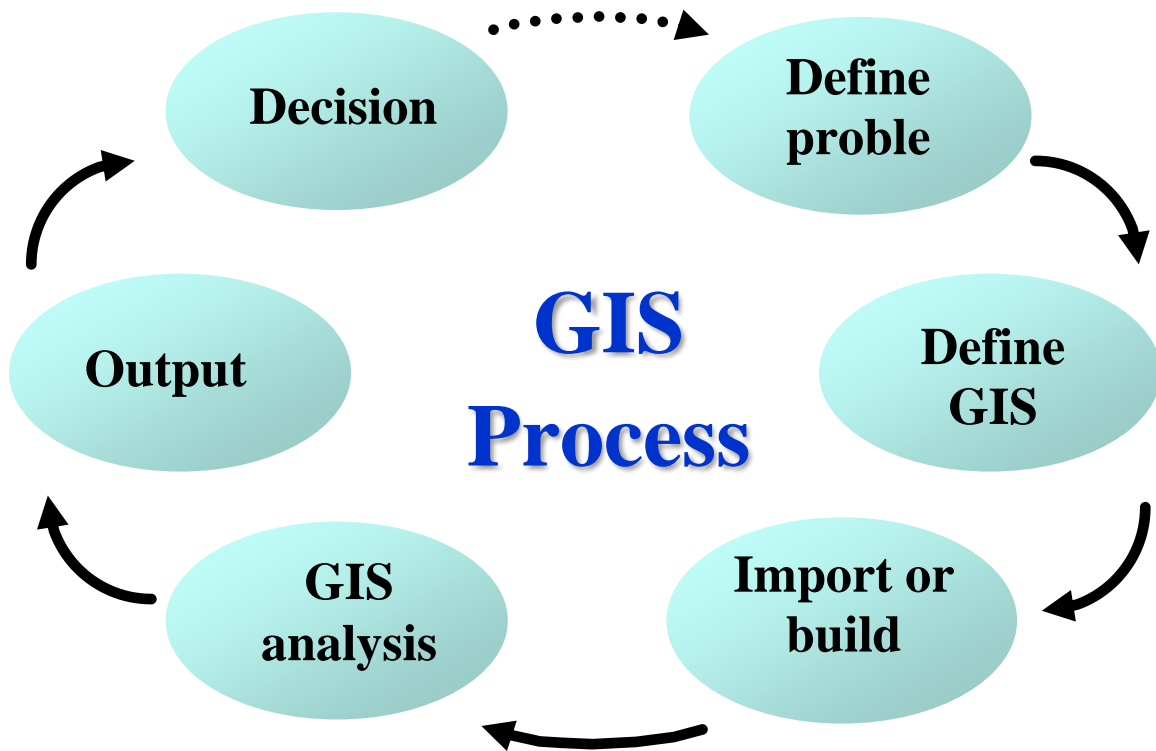 Decision
Define
proble
Define
GIS
Import or
build
GIS
analysis
Output
GIS
Process